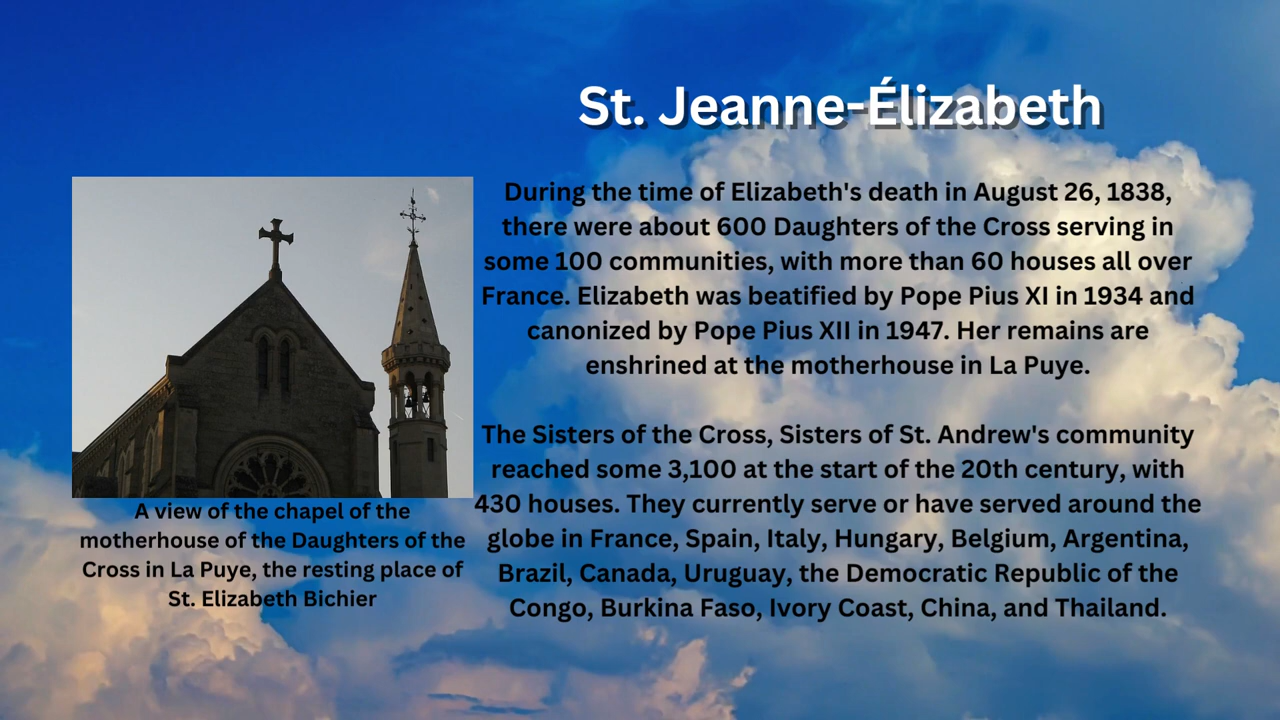 St. Jeanne-Élizabeth
During the time of Elizabeth's death in August 26, 1838,
there were about 600 Daughters of the Cross serving in
some 100 communities, with more than 60 houses all over
France. Elizabeth was beatified by Pope Pius XI in 1934 and
canonized by Pope Pius XII in 1947. Her remains are
enshrined at the motherhouse in La Puye.
The Sisters of the Cross, Sisters of St. Andrew's community
reached some 3,100 at the start of the 20th century, with
430 houses. They currently serve or have served around the
globe in France, Spain, Italy, Hungary, Belgium, Argentina,
Brazil, Canada, Uruguay, the Democratic Republic of the
Congo, Burkina Faso, Ivory Coast, China, and Thailand.
A view of the chapel of the
motherhouse of the Daughters of the
Cross in La Puye, the resting place of
St. Elizabeth Bichier